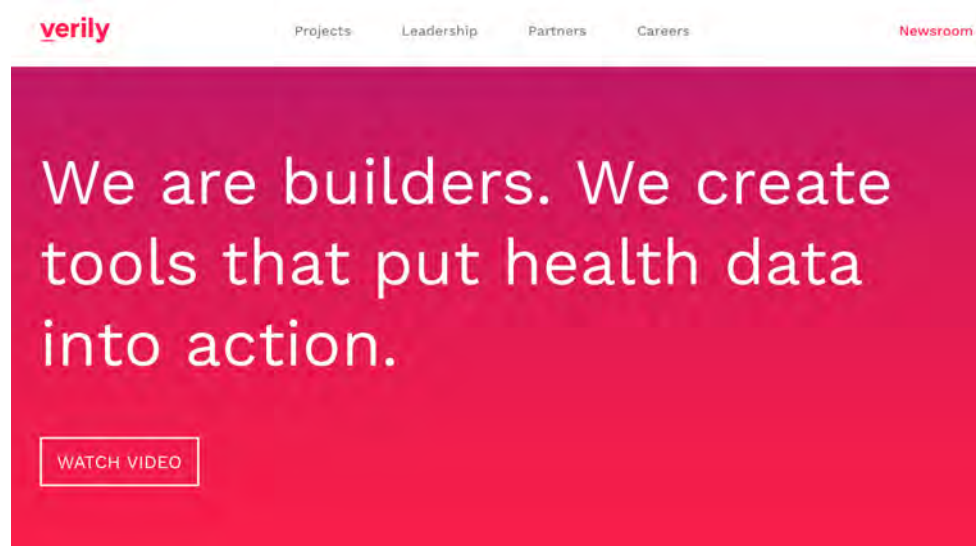 verily
Projects
Leadership
Partners
Careers
Newsroom
We are builders. We create
tools that put health data
into action.
WATCH VIDEO